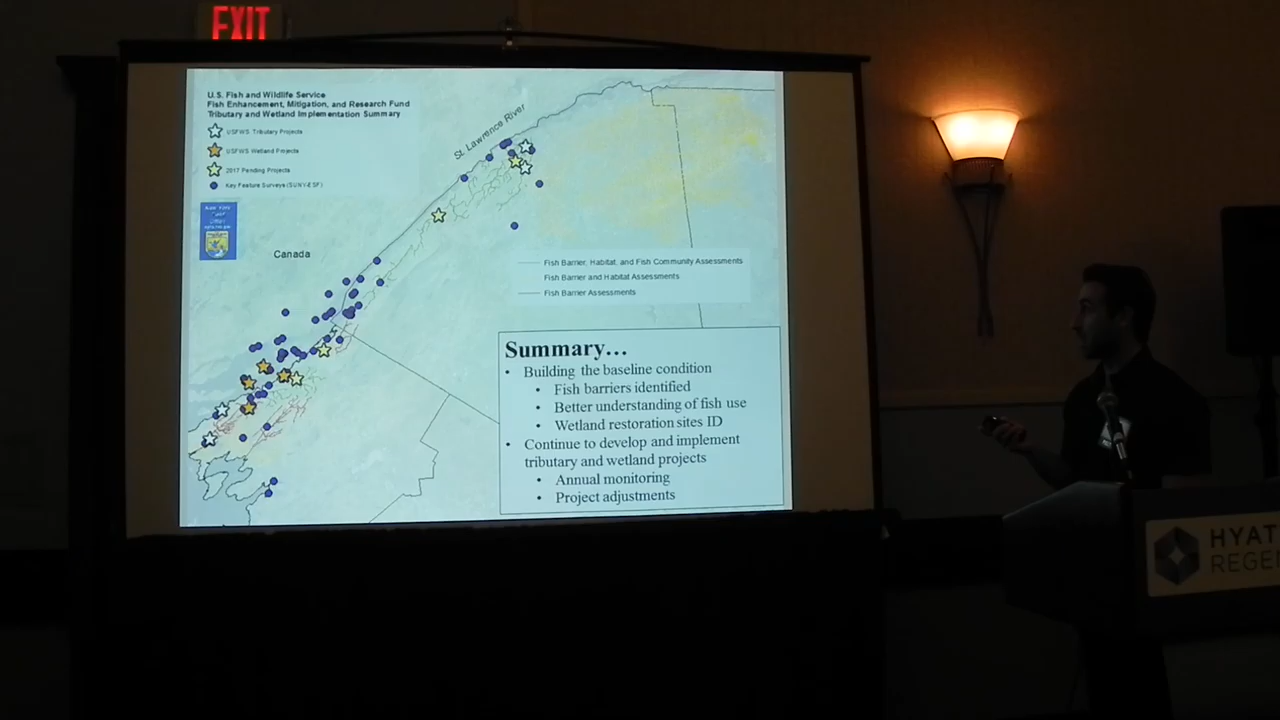 EXIT
U.S. Fish and Wildlife Service
Fish Enhancement, Mitigation, and Research Fund
Tributary and Wetland Implementation Summary
USFWS Tributary Projects
USFWS Wetland Projects
2017 Pending Projects
Key Feature Surveys (SUNY-ESF)
St. Lawrence River
Canada
Fish Barrier, Habitat, and Fish Community Assessments
Fish Barrier and Habitat Assessments
Fish Barrier Assessments
Summary…
• Building the baseline condition
• Fish barriers identified
• Better understanding of fish use
• Wetland restoration sites ID
• Continue to develop and implement
tributary and wetland projects
• Annual monitoring
• Project adjustments
HYAT
REGE